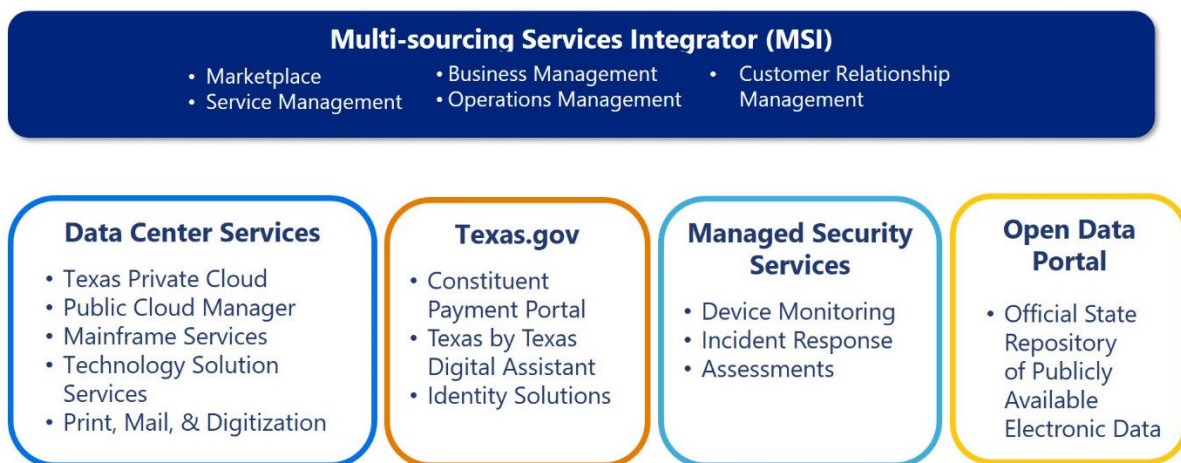 Multi-sourcing Services Integrator (MSI)
• Marketplace
• Service Management
• Business Management
• Operations Management
• Customer Relationship
Management
Data Center Services
• Texas Private Cloud
• Public Cloud Manager
• Mainframe Services
• Technology Solution
Services
• Print, Mail, & Digitization
Texas.gov
• Constituent
Payment Portal
• Texas by Texas
Digital Assistant
• Identity Solutions
Managed Security
Services
• Device Monitoring
• Incident Response
• Assessments
Open Data
Portal
• Official State
Repository
of Publicly
Available
Electronic Data